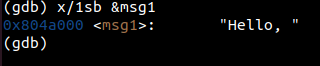 (gdb) x/1sb &msg1
0x804a000 <msg1>:        "Hello, "
(gdb)